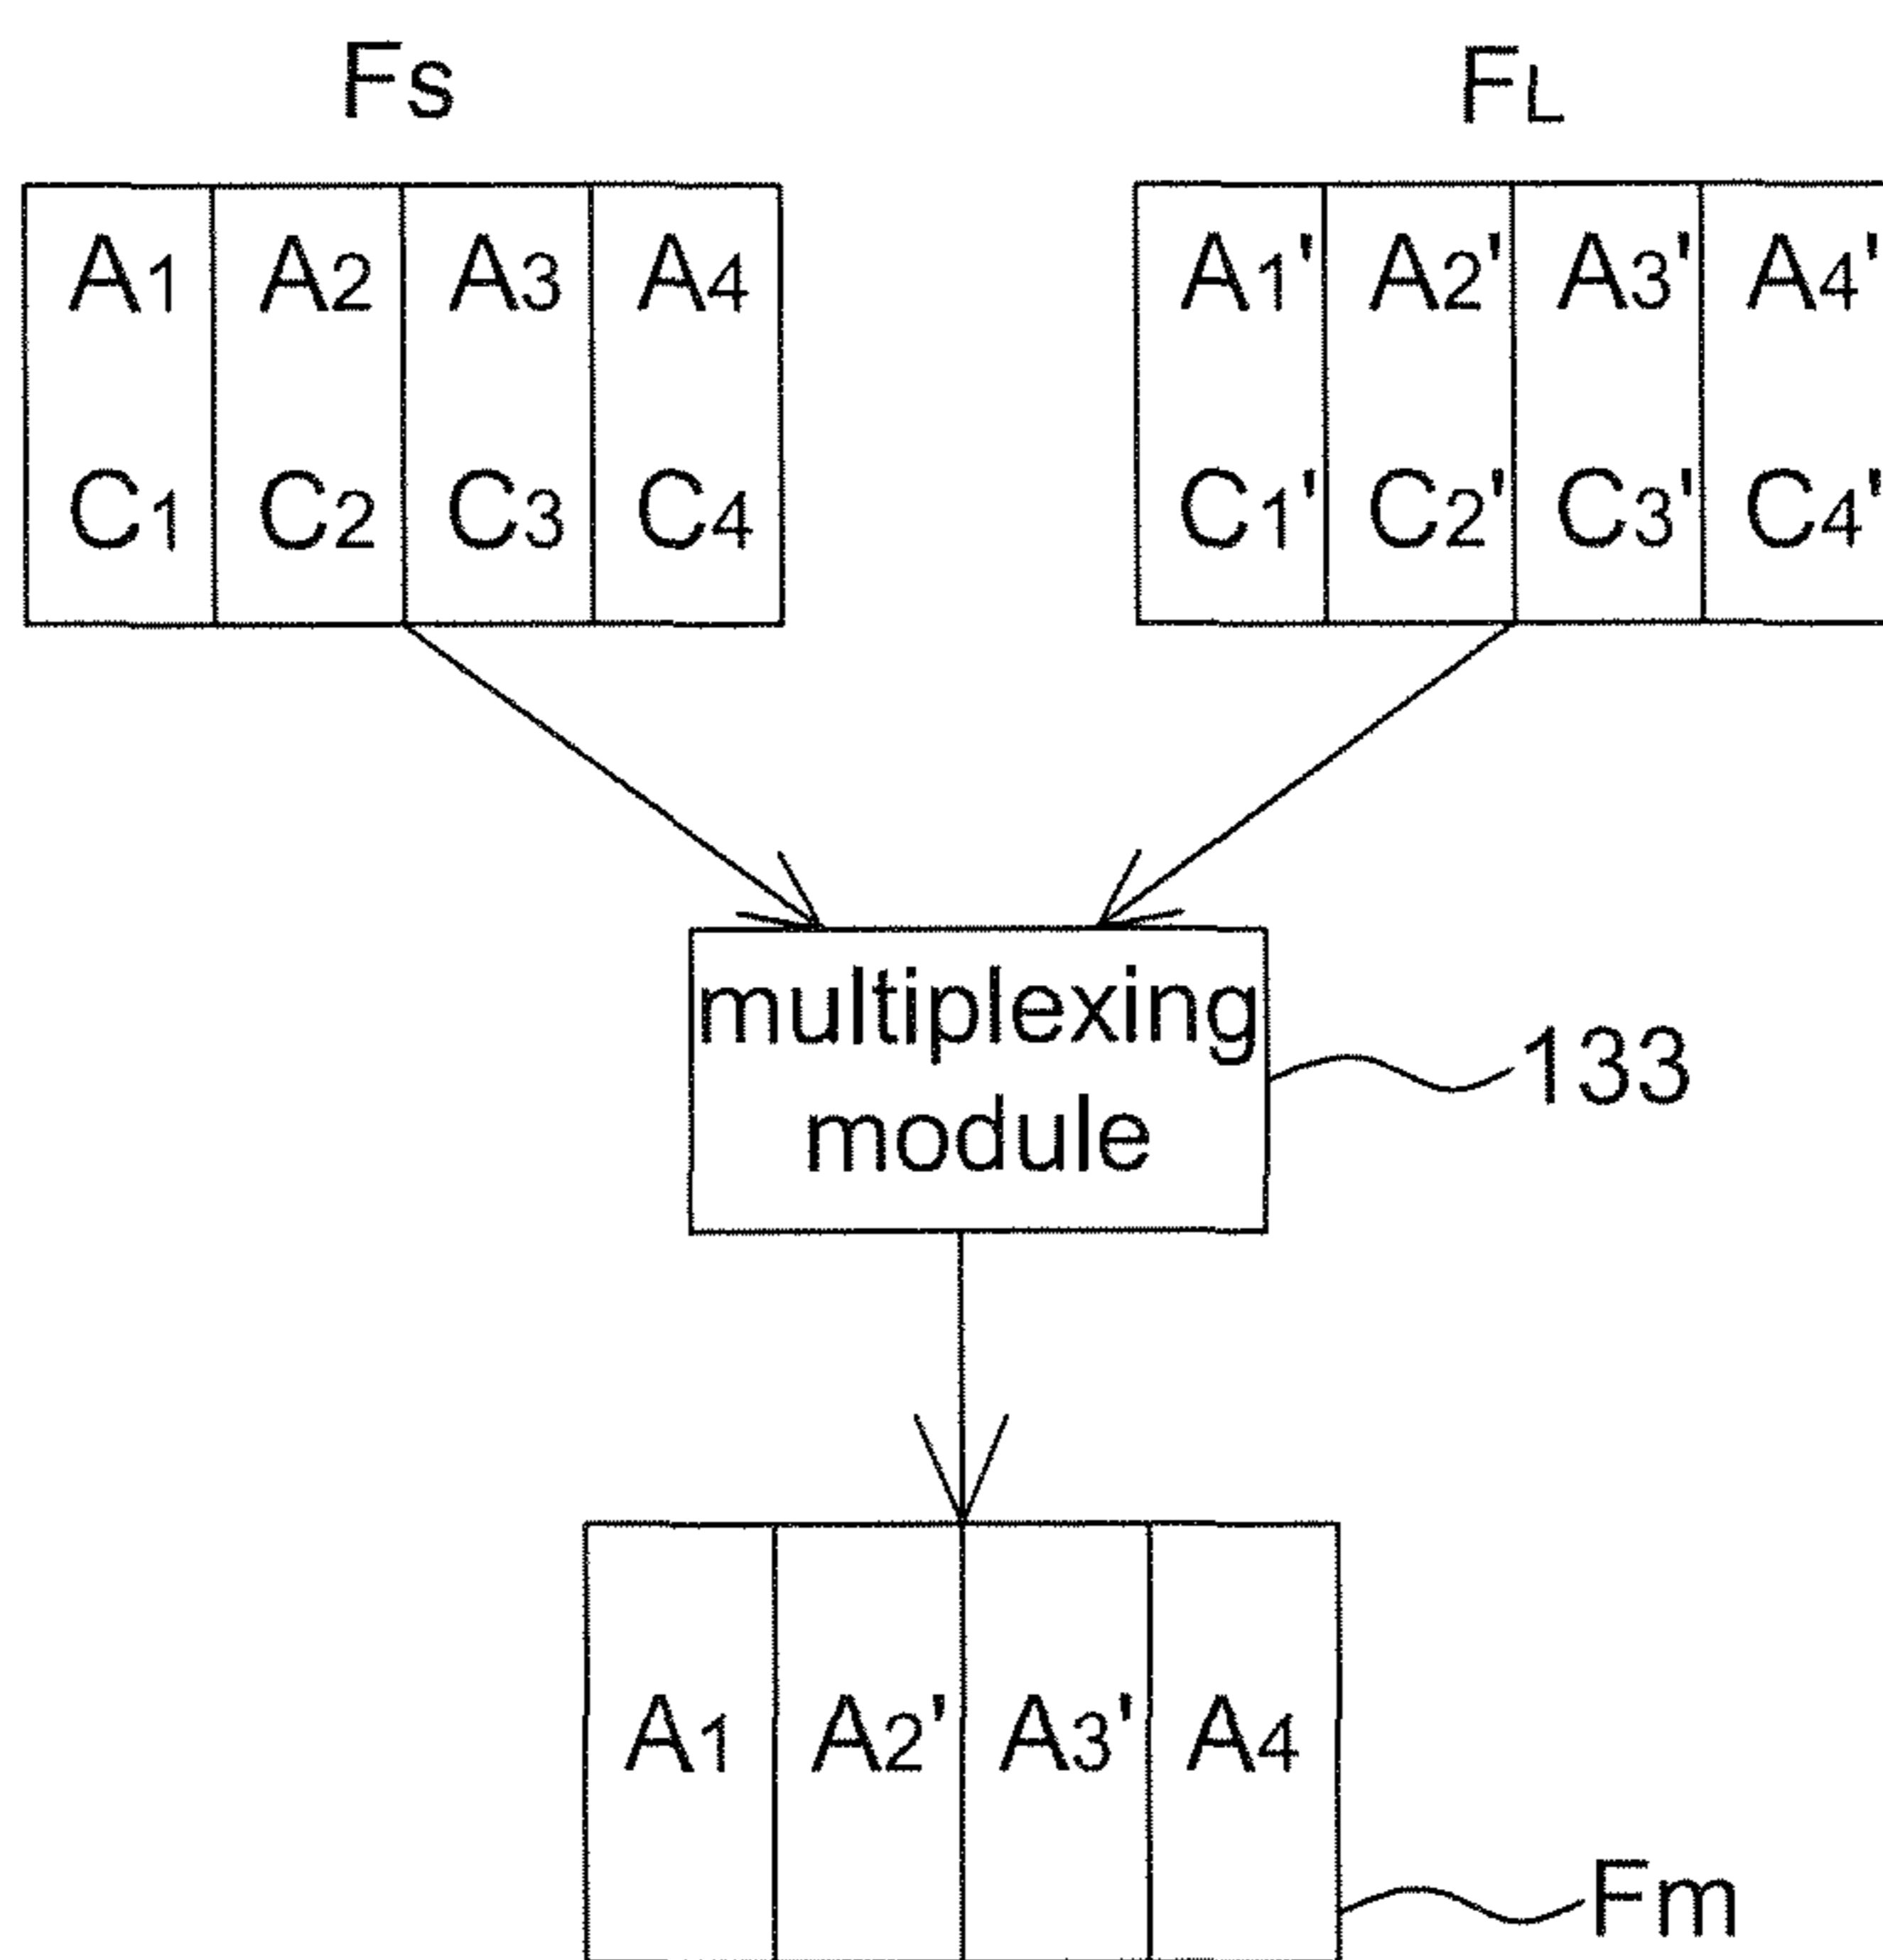 Fs FL
A1 A2 A3 A4 A1' A2' A3' A4'
C1 C2 C3 C4 C1' C2' C3' C4'
multiplexing
module
133
A1 A2' A3' A4
Fm